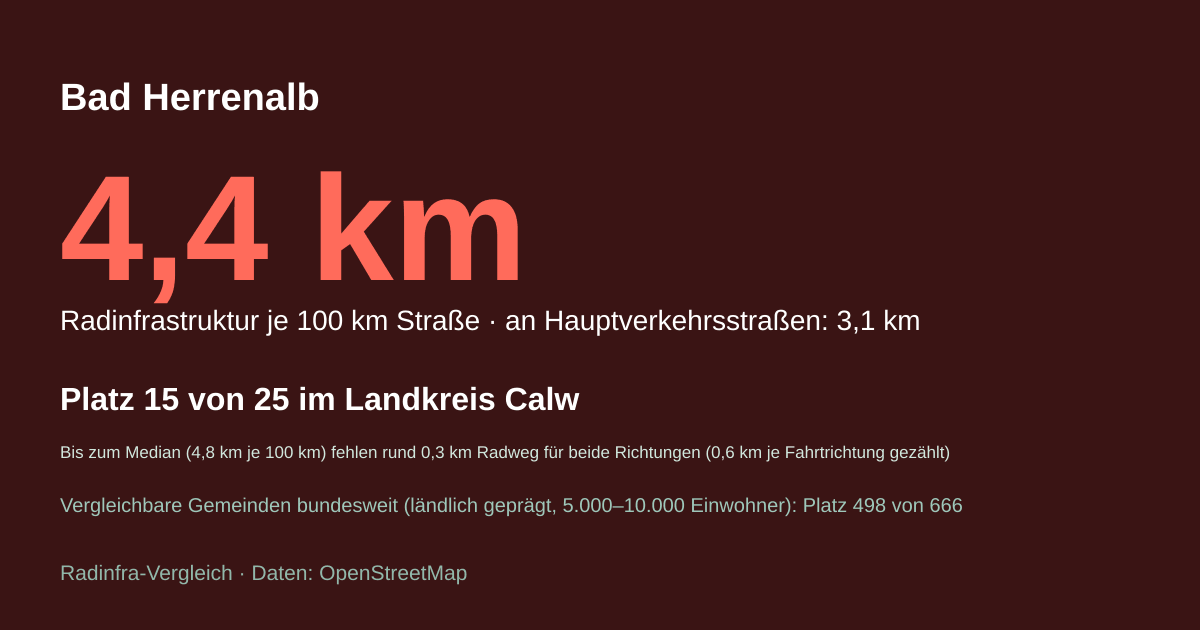 Bad Herrenalb
4,4 km
Radinfrastruktur je 100 km Straße · an Hauptverkehrsstraßen: 3,1 km
Platz 15 von 25 im Landkreis Calw
Bis zum Median (4,8 km je 100 km) fehlen rund 0,3 km Radweg für beide Richtungen (0,6 km je Fahrtrichtung gezählt)
Vergleichbare Gemeinden bundesweit (ländlich geprägt, 5.000–10.000 Einwohner): Platz 498 von 666
Radinfra-Vergleich · Daten: OpenStreetMap